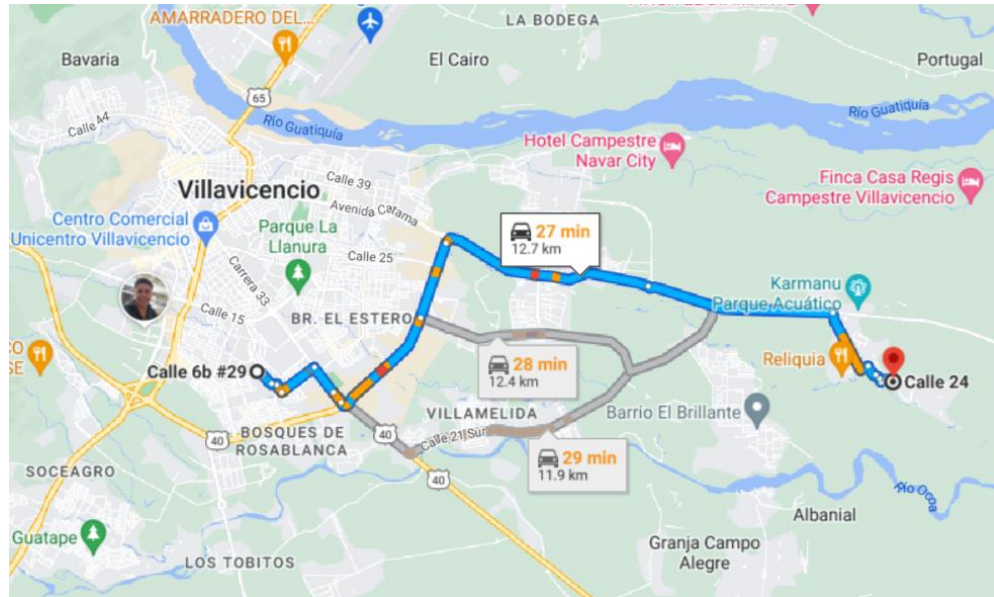 AMARRADERO DEL...
LA BODEGA
Bavaria
El Cairo
Portugal
65
Calle 44
Río Guatiquía
Río Guatiquía
Hotel Campestre
Navar City
Finca Casa Regis
Campestre Villavicencio
Villavicencio
Calle 39
Avenida Catama
Centro Comercial
Unicentro Villavicencio
Parque La
Llanura
27 min
12.7 km
Calle 25
Carrera 33
Karmanu
Parque Acuático
Calle 15
BR. EL ESTERO
CO
SE
Calle 6b #29
28 min
12.4 km
Reliquia
Calle 24
VILLAMELIDA
Barrio El Brillante
40
BOSQUES DE
ROSABLANCA
40
Calle 21 Sur
29 min
11.9 km
SOCEAGRO
40
Río Ocoa
Albanial
Guatape
Granja Campo
Alegre
LOS TOBITOS